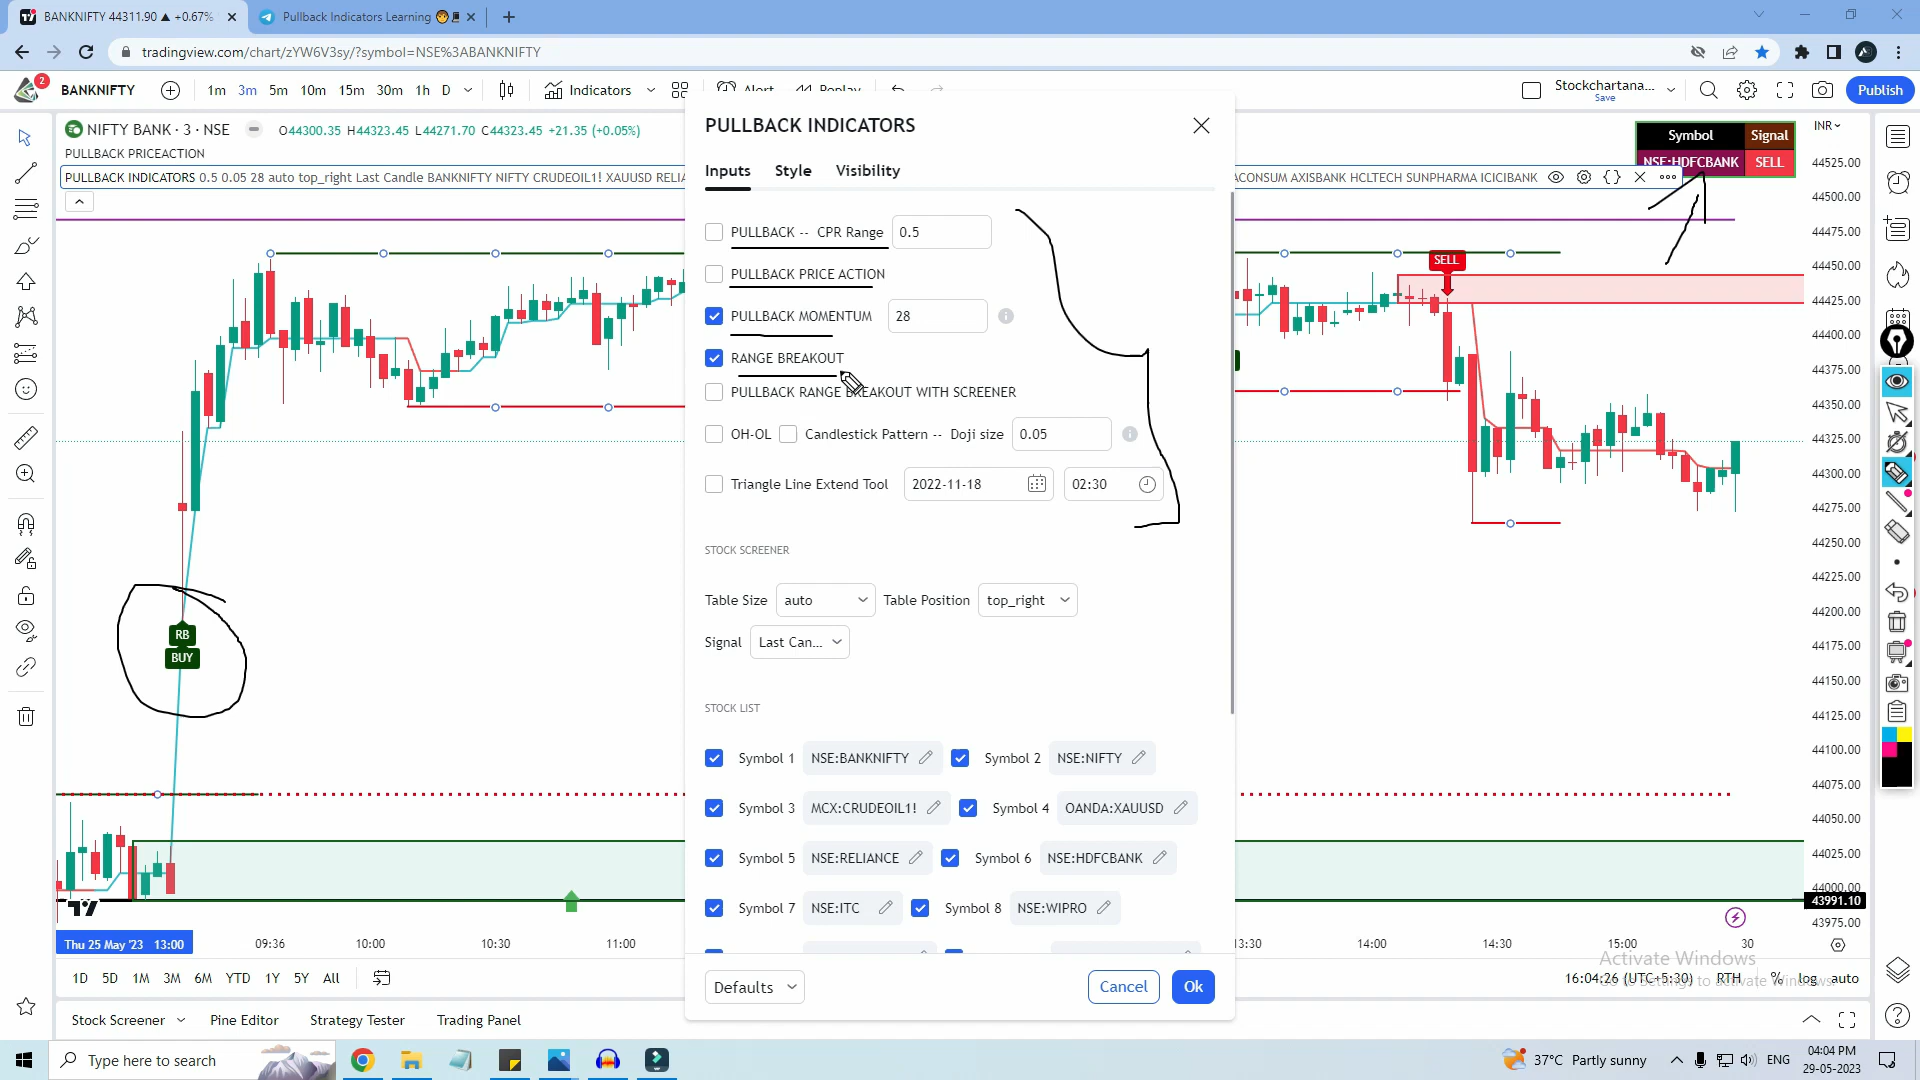 BANKNIFTY 44311.90 ▲ +0.67%
Pullback Indicators Learning
tradingview.com/chart/zYW6V3sy/?symbol=NSE%3ABANKNIFTY
2
BANKNIFTY 1m 3m 5m 10m 15m 30m 1h D Indicators Alert Replay
Stockchartana...
Save
Publish
NIFTY BANK · 3 · NSE O44300.35 H44323.45 L44271.70 C44323.45 +21.35 (+0.05%)
PULLBACK PRICEACTION
PULLBACK INDICATORS 0.5 0.05 28 auto top_right Last Candle BANKNIFTY NIFTY CRUDEOIL1! XAUUSD RELIA
ACONSUM AXISBANK HCLTECH SUNPHARMA ICICIBANK
Symbol Signal
NSE:HDFCBANK SELL
INR
PULLBACK INDICATORS
Inputs Style Visibility
PULLBACK -- CPR Range 0.5
PULLBACK PRICE ACTION
PULLBACK MOMENTUM 28
RANGE BREAKOUT
PULLBACK RANGE BREAKOUT WITH SCREENER
OH-OL Candlestick Pattern -- Doji size 0.05
Triangle Line Extend Tool 2022-11-18 02:30
STOCK SCREENER
Table Size auto Table Position top_right
Signal Last Can...
STOCK LIST
Symbol 1 NSE:BANKNIFTY Symbol 2 NSE:NIFTY
Symbol 3 MCX:CRUDEOIL1! Symbol 4 OANDA:XAUUSD
Symbol 5 NSE:RELIANCE Symbol 6 NSE:HDFCBANK
Symbol 7 NSE:ITC Symbol 8 NSE:WIPRO
Defaults Cancel Ok
RB
BUY
SELL
44525.00
44500.00
44475.00
44450.00
44425.00
44400.00
44375.00
44350.00
44325.00
44300.00
44275.00
44250.00
44225.00
44200.00
44175.00
44150.00
44125.00
44100.00
44075.00
44050.00
44025.00
44000.00
43991.10
43975.00
Thu 25 May '23 13:00 09:36 10:00 10:30 11:00 13:30 14:00 14:30 15:00 30
1D 5D 1M 3M 6M YTD 1Y 5Y All
16:04:26 (UTC+5:30) RTH % log auto
Activate Windows
Go to Settings to activate Windows.
Stock Screener Pine Editor Strategy Tester Trading Panel
Type here to search
37°C Partly sunny
ENG
04:04 PM
29-05-2023